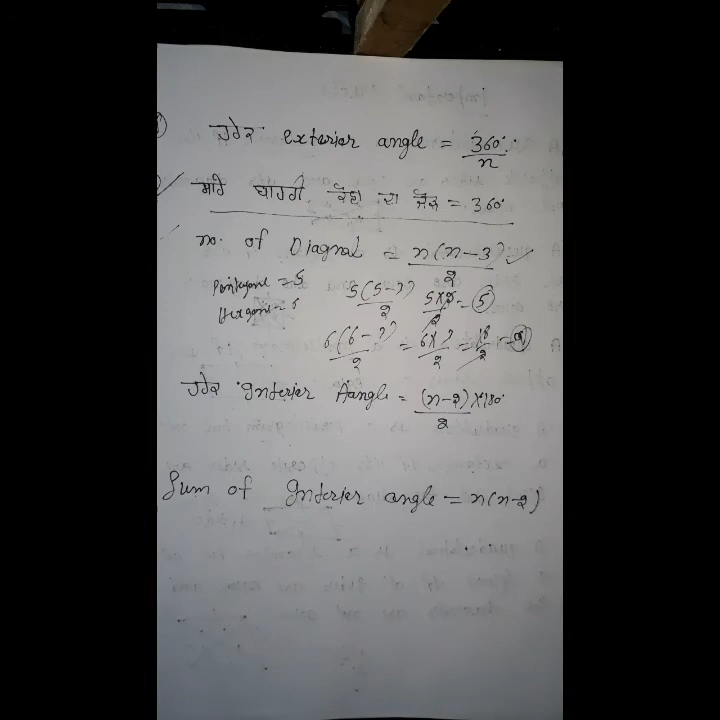 ਹਰੇਕ exterior angle = 360°/n
ਸਾਰੇ ਬਾਹਰੀ ਕੋਣਾਂ ਦਾ ਜੋੜ = 360°
no. of Diagnal = n(n-3)/2
Pentagone = 5 5(5-3)/2 5×2/2 = 5
Hexagone = 6 6(6-3)/2 = 6×3/2 = 18/2 = 9
ਹਰੇਕ Interior Aangle = (n-2)×180°/2
Sum of Interior angle = n(n-2)